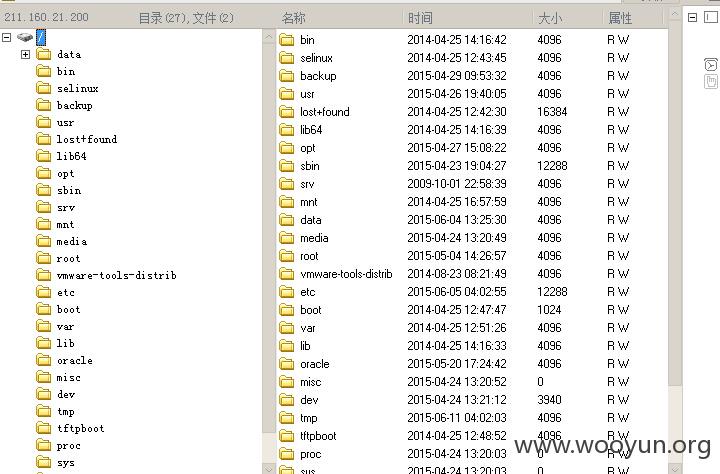 211.160.21.200 目录(27),文件(2) 名称 时间 大小 属性
/
data
bin
selinux
backup
usr
lost+found
lib64
opt
sbin
srv
mnt
media
root
vmware-tools-distrib
etc
boot
var
lib
oracle
misc
dev
tmp
tftpboot
proc
sys
bin 2014-04-25 14:16:42 4096 R W
selinux 2014-04-25 12:43:45 4096 R W
backup 2015-04-29 09:53:32 4096 R W
usr 2015-04-26 19:40:05 4096 R W
lost+found 2014-04-25 12:42:30 16384 R W
lib64 2014-04-25 14:16:39 4096 R W
opt 2015-04-27 15:08:22 4096 R W
sbin 2015-04-23 19:04:27 12288 R W
srv 2009-10-01 22:58:39 4096 R W
mnt 2014-04-25 16:57:59 4096 R W
data 2015-06-04 13:25:30 4096 R W
media 2015-04-24 13:20:49 4096 R W
root 2015-05-04 14:26:57 4096 R W
vmware-tools-distrib 2014-08-23 08:21:49 4096 R W
etc 2015-06-05 04:02:55 12288 R W
boot 2014-04-25 12:47:47 1024 R W
var 2014-04-25 12:51:26 4096 R W
lib 2014-04-25 14:16:33 4096 R W
oracle 2015-05-20 17:24:42 4096 R W
misc 2015-04-24 13:20:52 0 R W
dev 2015-04-24 13:21:12 3940 R W
tmp 2015-06-11 04:02:03 4096 R W
tftpboot 2014-04-25 12:48:52 4096 R W
proc 2015-04-24 13:20:03 0 R W
sys 2015-04-24 13:20:03 0 R W
www.wooyun.org